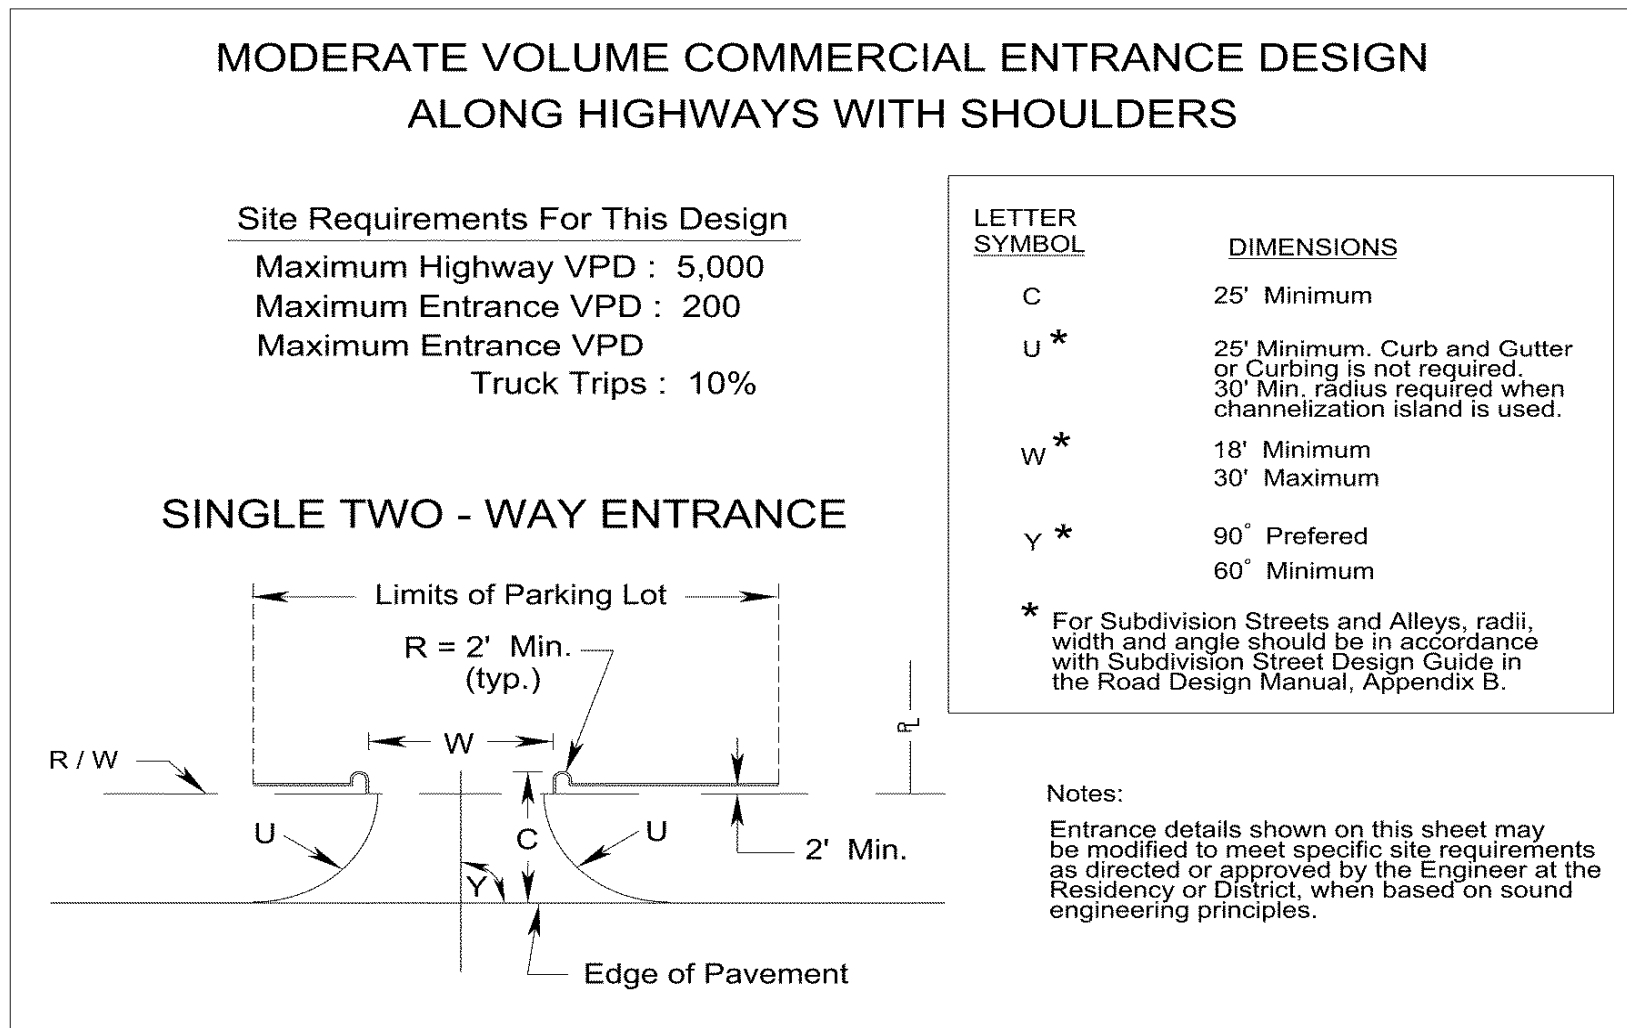 MODERATE VOLUME COMMERCIAL ENTRANCE DESIGN
ALONG HIGHWAYS WITH SHOULDERS
Site Requirements For This Design
Maximum Highway VPD : 5,000
Maximum Entrance VPD : 200
Maximum Entrance VPD
Truck Trips : 10%
LETTER
SYMBOL
DIMENSIONS
C
25' Minimum
U *
25' Minimum. Curb and Gutter
or Curbing is not required.
30' Min. radius required when
channelization island is used.
W *
18' Minimum
30' Maximum
Y *
90° Prefered
60° Minimum
* For Subdivision Streets and Alleys, radii,
width and angle should be in accordance
with Subdivision Street Design Guide in
the Road Design Manual, Appendix B.
SINGLE TWO - WAY ENTRANCE
Limits of Parking Lot
R = 2' Min.
(typ.)
W
R / W
PL
U
C
U
Y
2' Min.
Edge of Pavement
Notes:
Entrance details shown on this sheet may
be modified to meet specific site requirements
as directed or approved by the Engineer at the
Residency or District, when based on sound
engineering principles.